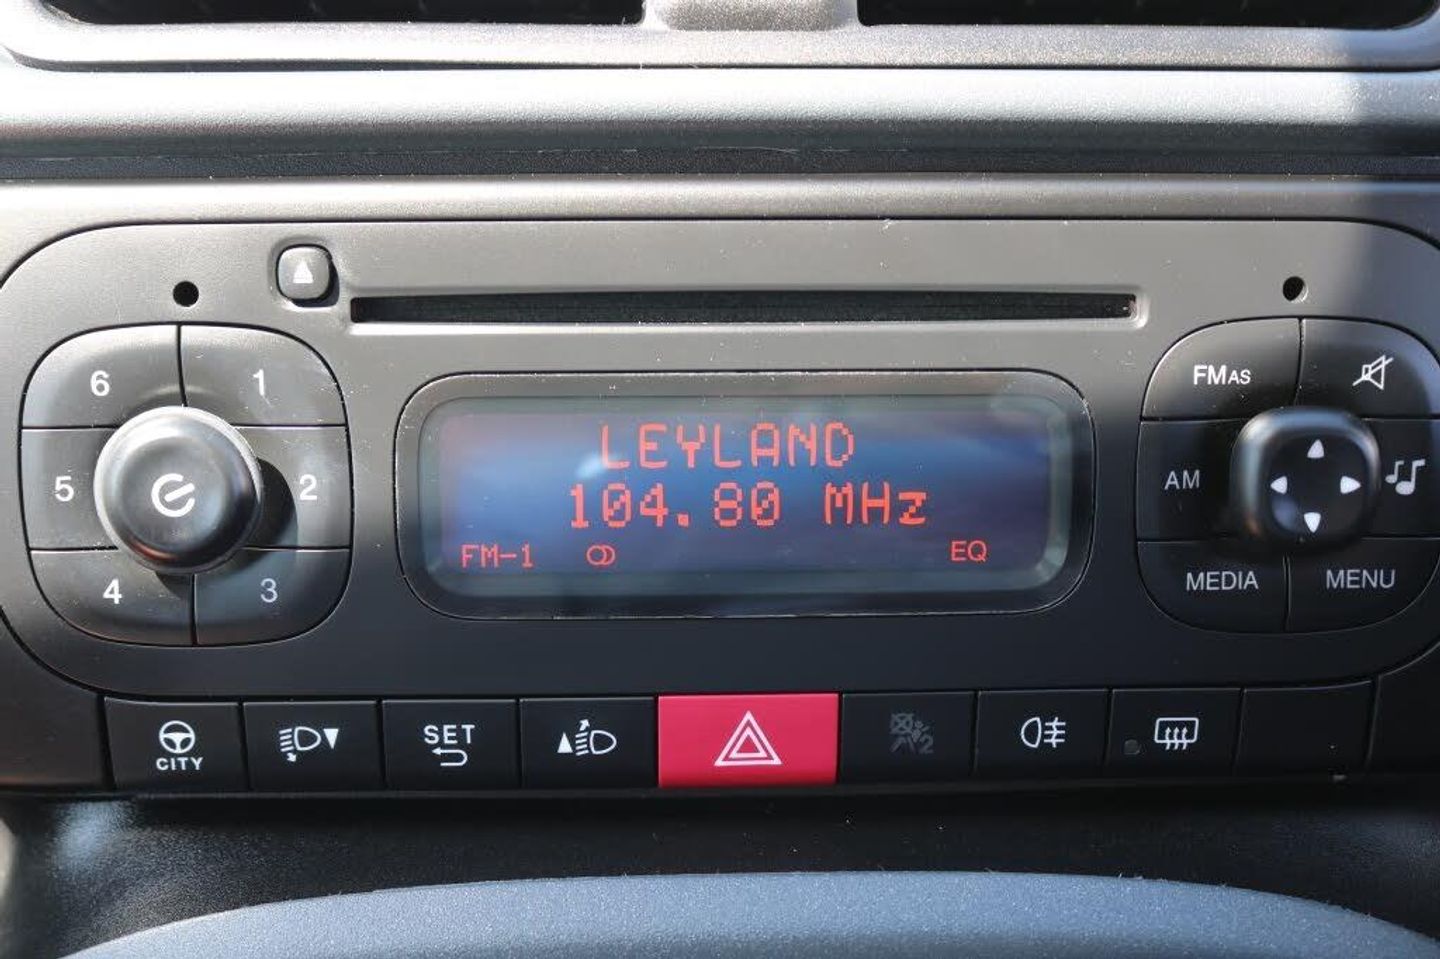 6 1
5 2
4 3
LEYLAND
104.80 MHz
FM-1 EQ
FMAS
AM
MEDIA MENU
CITY
SET
2